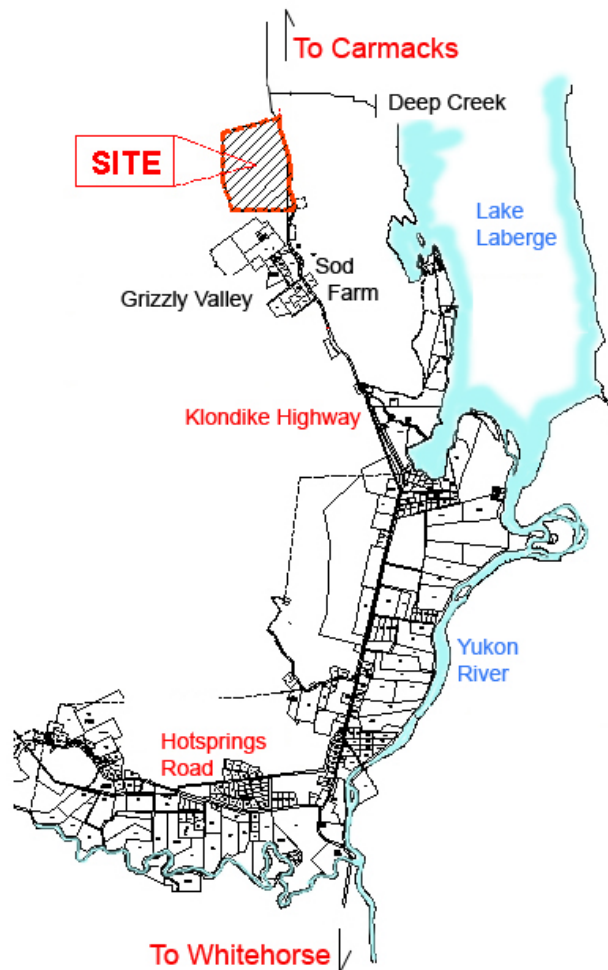 To Carmacks
Deep Creek
SITE
Lake
Laberge
Sod
Farm
Grizzly Valley
Klondike Highway
Yukon
River
Hotsprings
Road
To Whitehorse